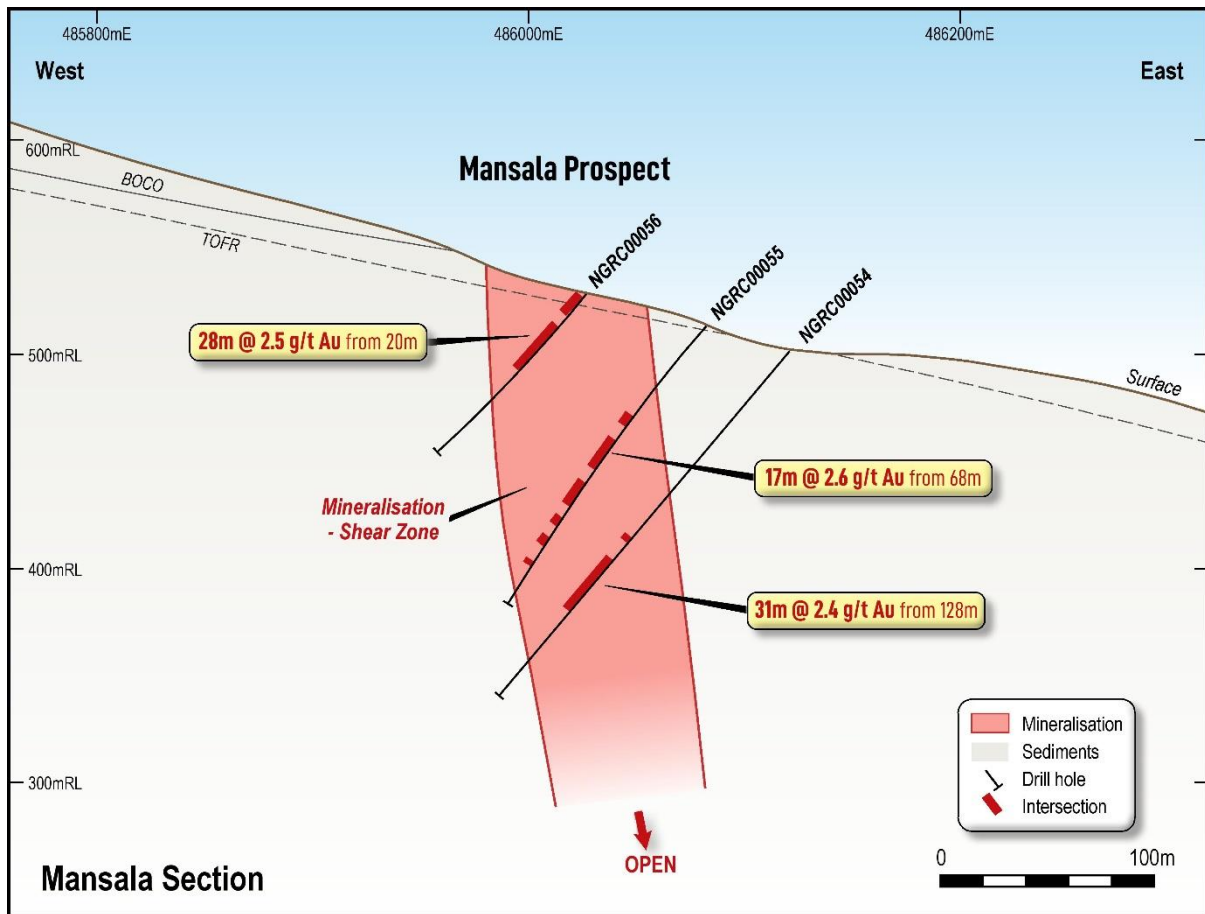 485800mE
486000mE
486200mE
West
East
600mRL
Mansala Prospect
BOCO
TOFR
NGRC00056
NGRC00055
NGRC00054
28m @ 2.5 g/t Au from 20m
500mRL
Surface
17m @ 2.6 g/t Au from 68m
Mineralisation
- Shear Zone
400mRL
31m @ 2.4 g/t Au from 128m
Mineralisation
Sediments
Drill hole
Intersection
300mRL
OPEN
0
100m
Mansala Section